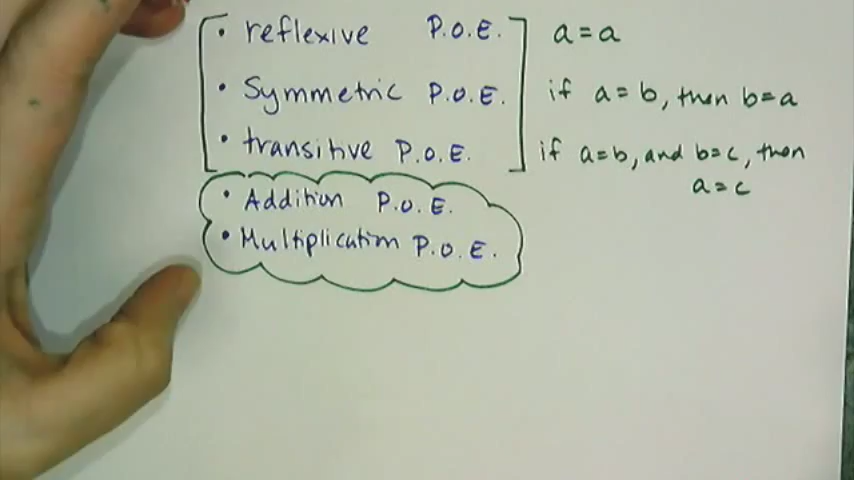 • reflexive P.O.E. a = a
• Symmetric P.O.E. if a = b, then b = a
• transitive P.O.E. if a = b, and b = c, then
a = c
• Addition P.O.E.
• Multiplication P.O.E.